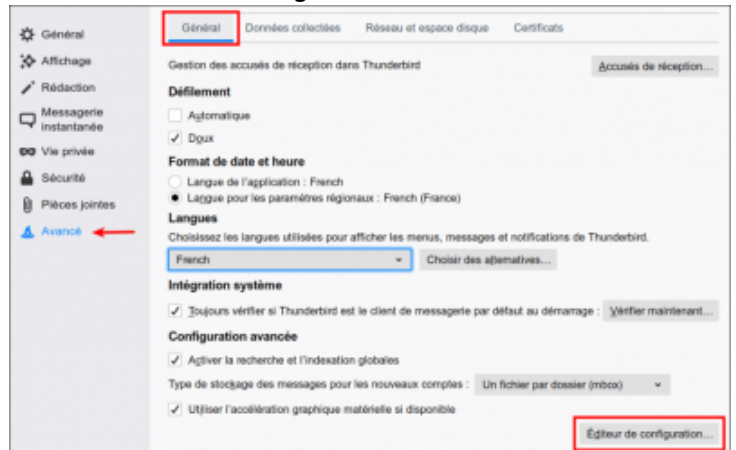 Général
Affichage
Rédaction
Messagerie
instantanée
Vie privée
Sécurité
Pièces jointes
Avancé
Général Données collectées Réseau et espace disque Certificats
Gestion des accusés de réception dans Thunderbird Accusés de réception...
Défilement
Automatique
Doux
Format de date et heure
Langue de l'application : French
Langue pour les paramètres régionaux : French (France)
Langues
Choisissez les langues utilisées pour afficher les menus, messages et notifications de Thunderbird.
French Choisir des alternatives...
Intégration système
Toujours vérifier si Thunderbird est le client de messagerie par défaut au démarrage : Vérifier maintenant...
Configuration avancée
Activer la recherche et l'indexation globales
Type de stockage des messages pour les nouveaux comptes : Un fichier par dossier (mbox)
Utiliser l'accélération graphique matérielle si disponible
Éditeur de configuration...